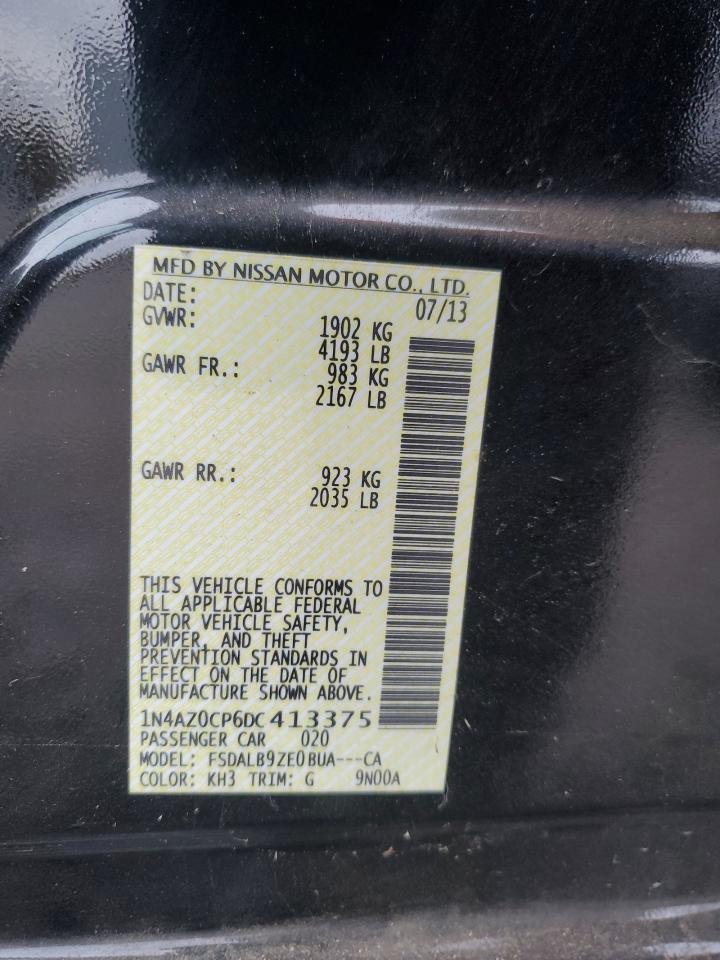 MFD BY NISSAN MOTOR CO., LTD.
DATE: 07/13
GVWR: 1902 KG
4193 LB
GAWR FR.: 983 KG
2167 LB
GAWR RR.: 923 KG
2035 LB
THIS VEHICLE CONFORMS TO
ALL APPLICABLE FEDERAL
MOTOR VEHICLE SAFETY,
BUMPER, AND THEFT
PREVENTION STANDARDS IN
EFFECT ON THE DATE OF
MANUFACTURE SHOWN ABOVE.
1N4AZ0CP6DC413375
PASSENGER CAR 020
MODEL: FSDALB9ZE0BUA---CA
COLOR: KH3 TRIM: G 9N00A